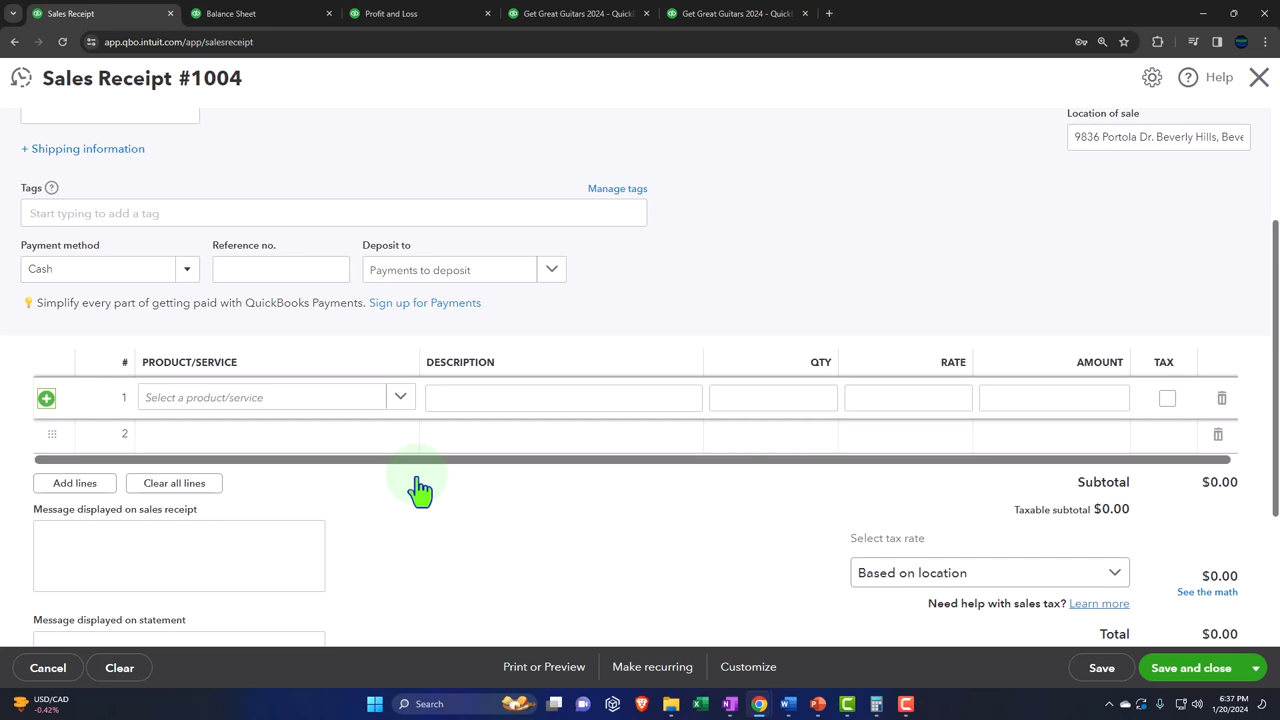 Sales Receipt
Balance Sheet
Profit and Loss
Get Great Guitars 2024 - QuickB
Get Great Guitars 2024 - QuickB
app.qbo.intuit.com/app/salesreceipt
Sales Receipt #1004
Help
Location of sale
9836 Portola Dr. Beverly Hills, Beve
+ Shipping information
Tags
Manage tags
Start typing to add a tag
Payment method
Reference no.
Deposit to
Cash
Payments to deposit
Simplify every part of getting paid with QuickBooks Payments. Sign up for Payments
# PRODUCT/SERVICE DESCRIPTION QTY RATE AMOUNT TAX
1 Select a product/service
2
Add lines
Clear all lines
Subtotal $0.00
Message displayed on sales receipt
Taxable subtotal $0.00
Select tax rate
Based on location
$0.00
See the math
Need help with sales tax? Learn more
Message displayed on statement
Total $0.00
Cancel
Clear
Print or Preview
Make recurring
Customize
Save
Save and close
USD/CAD
-0.42%
Search
6:37 PM
1/20/2024